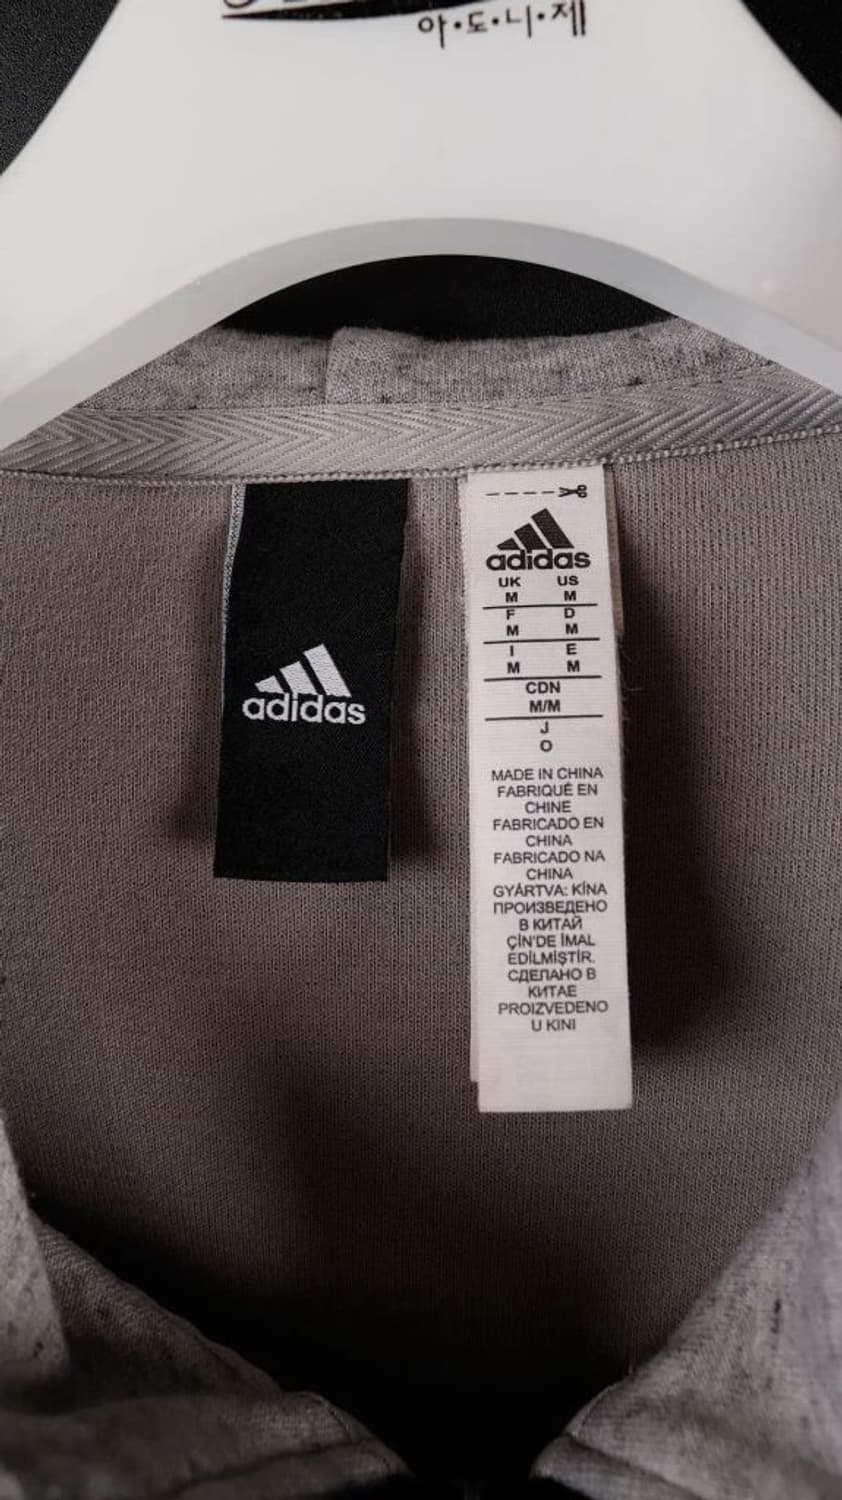 아·도·니·제
adidas
adidas
UK US
M M
F D
M M
I E
M M
CDN
M/M
J
O
MADE IN CHINA
FABRIQUÉ EN
CHINE
FABRICADO EN
CHINA
FABRICADO NA
CHINA
GYÁRTVA: KÍNA
ПРОИЗВЕДЕНО
В КИТАЙ
ÇİN'DE İMAL
EDİLMİŞTİR.
СДЕЛАНО В
КИТАЕ
PROIZVEDENO
U KINI